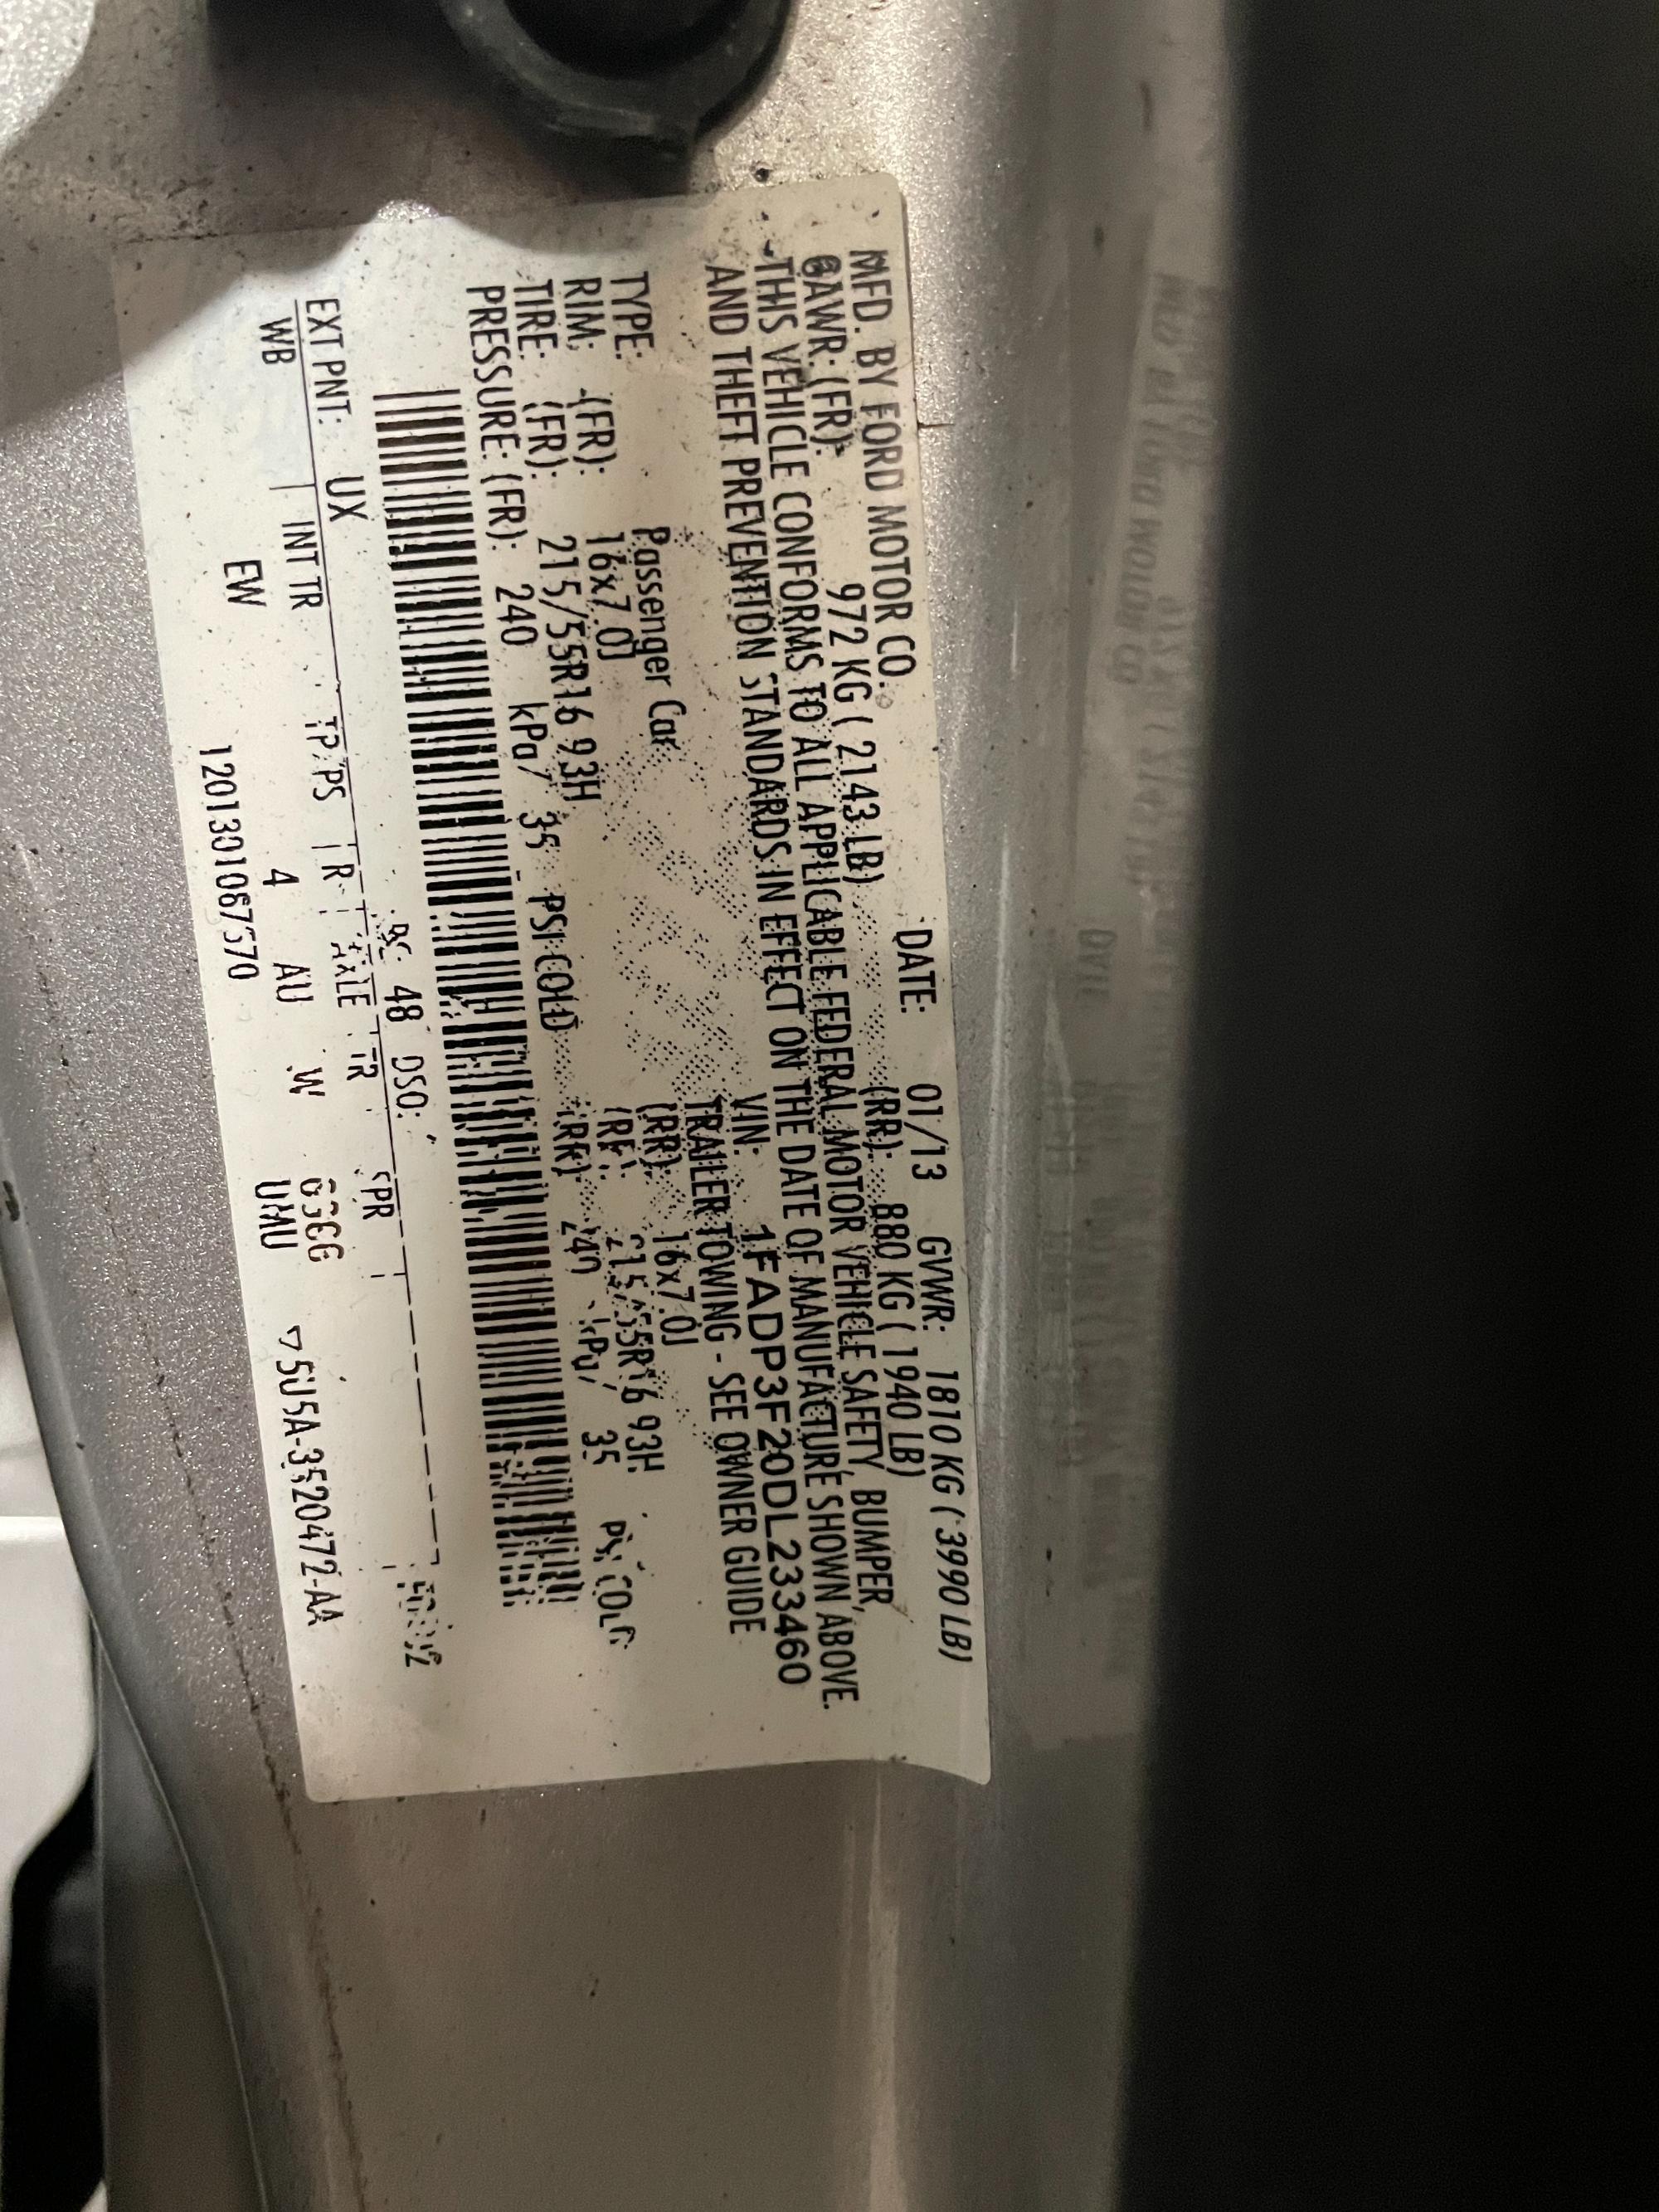 MFD. BY FORD MOTOR CO. DATE: 01/13 GVWR: 1810 KG ( 3990 LB)
GAWR: (FR): 972 KG ( 2143 LB) (RR): 880 KG ( 1940 LB)
THIS VEHICLE CONFORMS TO ALL APPLICABLE FEDERAL MOTOR VEHICLE SAFETY, BUMPER,
AND THEFT PREVENTION STANDARDS IN EFFECT ON THE DATE OF MANUFACTURE SHOWN ABOVE.
VIN: 1FADP3F20DL233460
TYPE: Passenger Car TRAILER TOWING - SEE OWNER GUIDE
RIM: (FR): 16x7.0J (RR): 16x7.0J
TIRE: (FR): 215/55R16 93H (RR): 215/55R16 93H
PRESSURE: (FR): 240 kPa/ 35 PSI COLD (RR) 240 kPa/ 35 PSI COLD
EXT PNT: UX RC: 48 DSO:
WB INT TR TP/PS R AXLE TR SPR
EW 4 AU W UMU
1201301087570 5U5A-3520472-AA